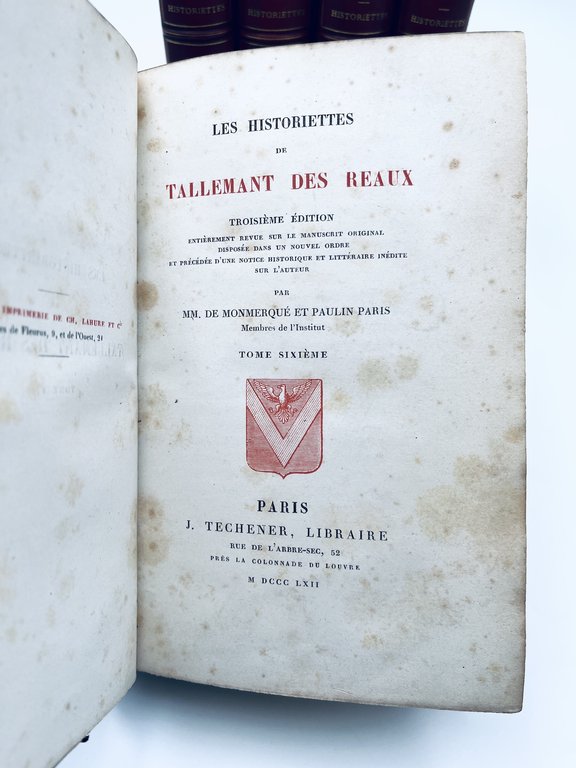 HISTORIETTES
HISTORIETTES
HISTORIETTES
HISTORIETTES
LES HISTORIETTES
DE
TALLEMANT DES REAUX
TROISIÈME ÉDITION
ENTIÈREMENT REVUE SUR LE MANUSCRIT ORIGINAL
DISPOSÉE DANS UN NOUVEL ORDRE
ET PRÉCÉDÉE D'UNE NOTICE HISTORIQUE ET LITTÉRAIRE INÉDITE
SUR L'AUTEUR
PAR
MM. DE MONMERQUÉ ET PAULIN PARIS
Membres de l'Institut
TOME SIXIÈME
PARIS
J. TECHENER, LIBRAIRE
RUE DE L'ARBRE-SEC, 52
PRÈS LA COLONNADE DU LOUVRE
M DCCC LXII
IMPRIMERIE DE CH. LAHURE ET Cie
de Fleurus, 9, et de l'Ouest, 21